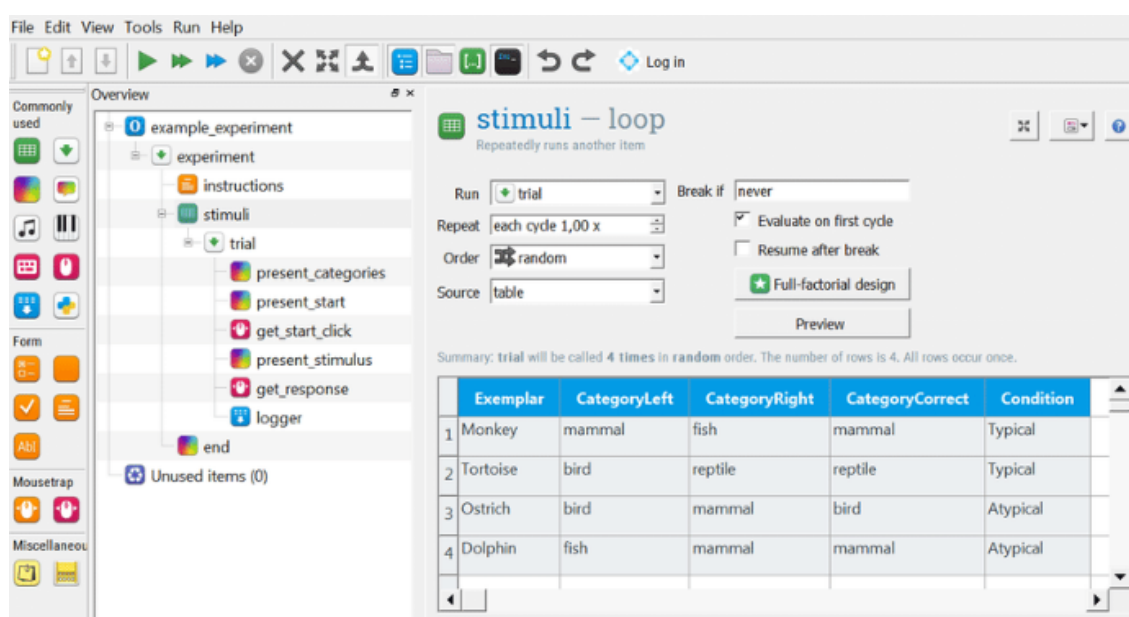 File Edit View Tools Run Help
Log in
Commonly
used
Form
Abl
Mousetrap
Miscellaneou
Overview
example_experiment
experiment
instructions
stimuli
trial
present_categories
present_start
get_start_click
present_stimulus
get_response
logger
end
Unused items (0)
stimuli — loop
Repeatedly runs another item
Run trial Break if never
Repeat each cycle 1,00 x Evaluate on first cycle
Order random Resume after break
Source table Full-factorial design
Preview
Summary: trial will be called 4 times in random order. The number of rows is 4. All rows occur once.
Exemplar CategoryLeft CategoryRight CategoryCorrect Condition
1 Monkey mammal fish mammal Typical
2 Tortoise bird reptile reptile Typical
3 Ostrich bird mammal bird Atypical
4 Dolphin fish mammal mammal Atypical